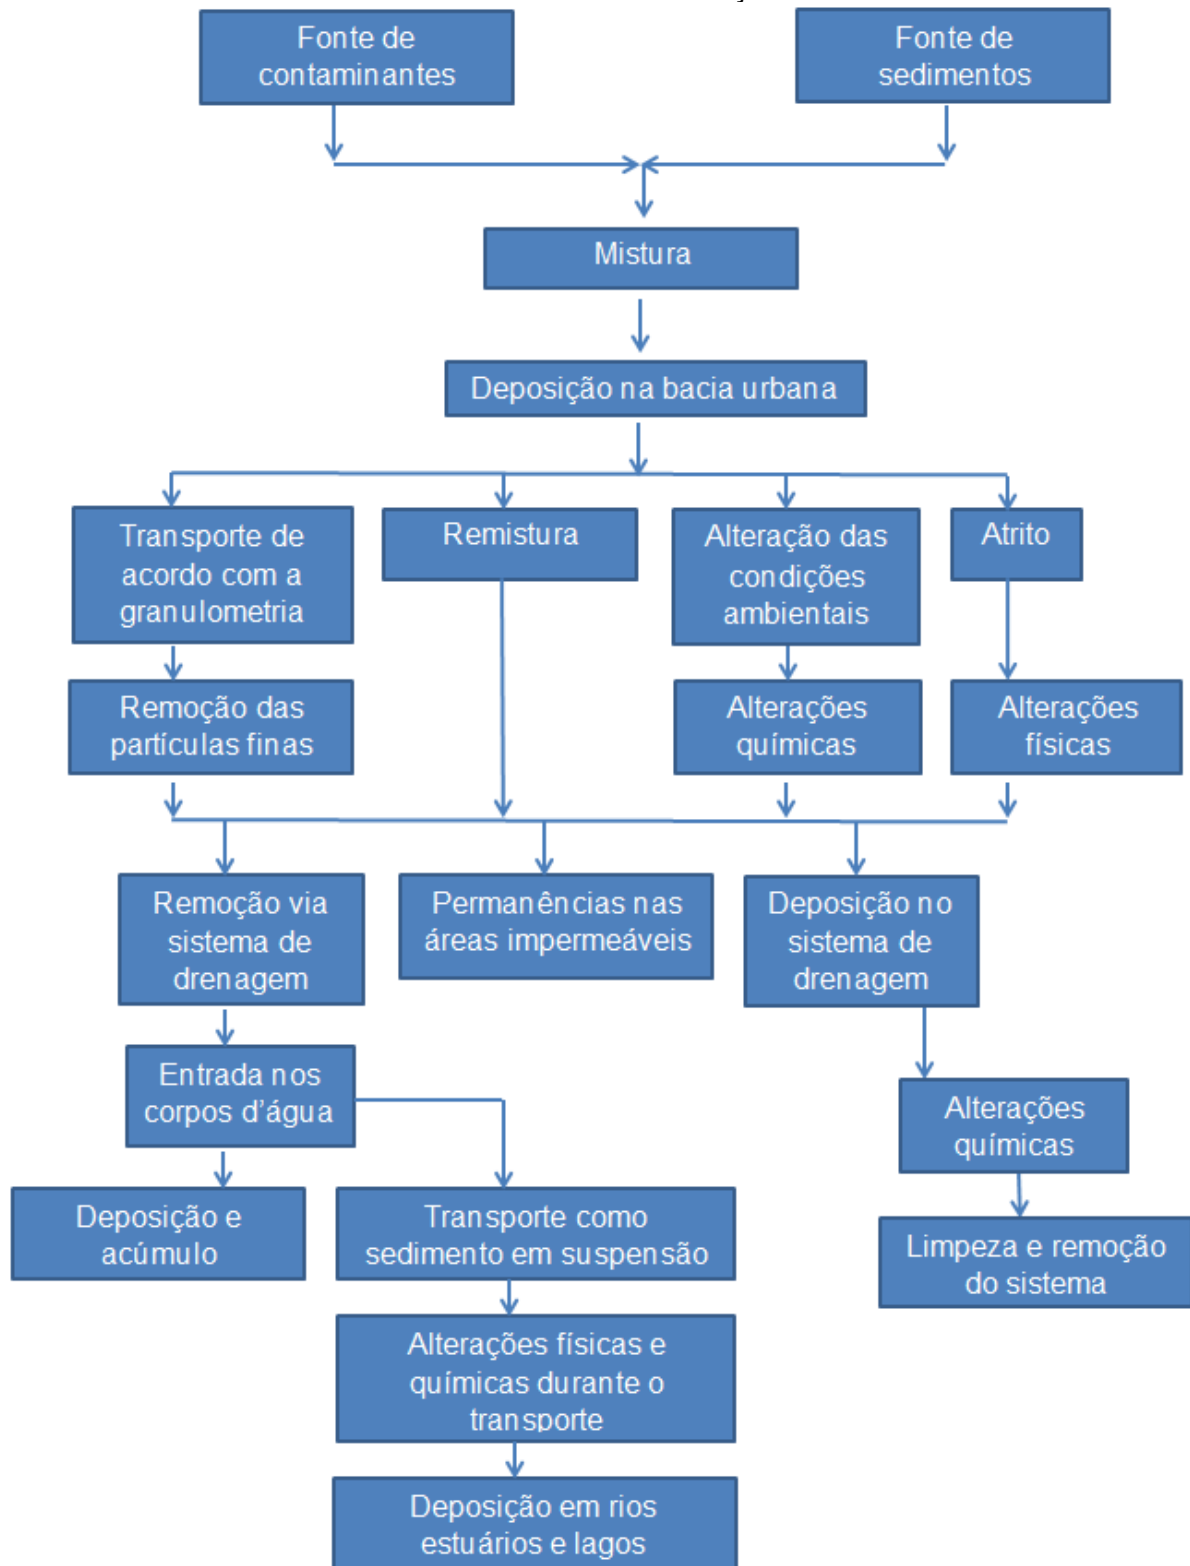 Fonte de
contaminantes
Fonte de
sedimentos
Mistura
Deposição na bacia urbana
Transporte de
acordo com a
granulometria
Remistura
Alteração das
condições
ambientais
Atrito
Remoção das
partículas finas
Alterações
químicas
Alterações
físicas
Remoção via
sistema de
drenagem
Permanências nas
áreas impermeáveis
Deposição no
sistema de
drenagem
Entrada nos
corpos d’água
Alterações
químicas
Deposição e
acúmulo
Transporte como
sedimento em suspensão
Limpeza e remoção
do sistema
Alterações físicas e
químicas durante o
transporte
Deposição em rios
estuários e lagos